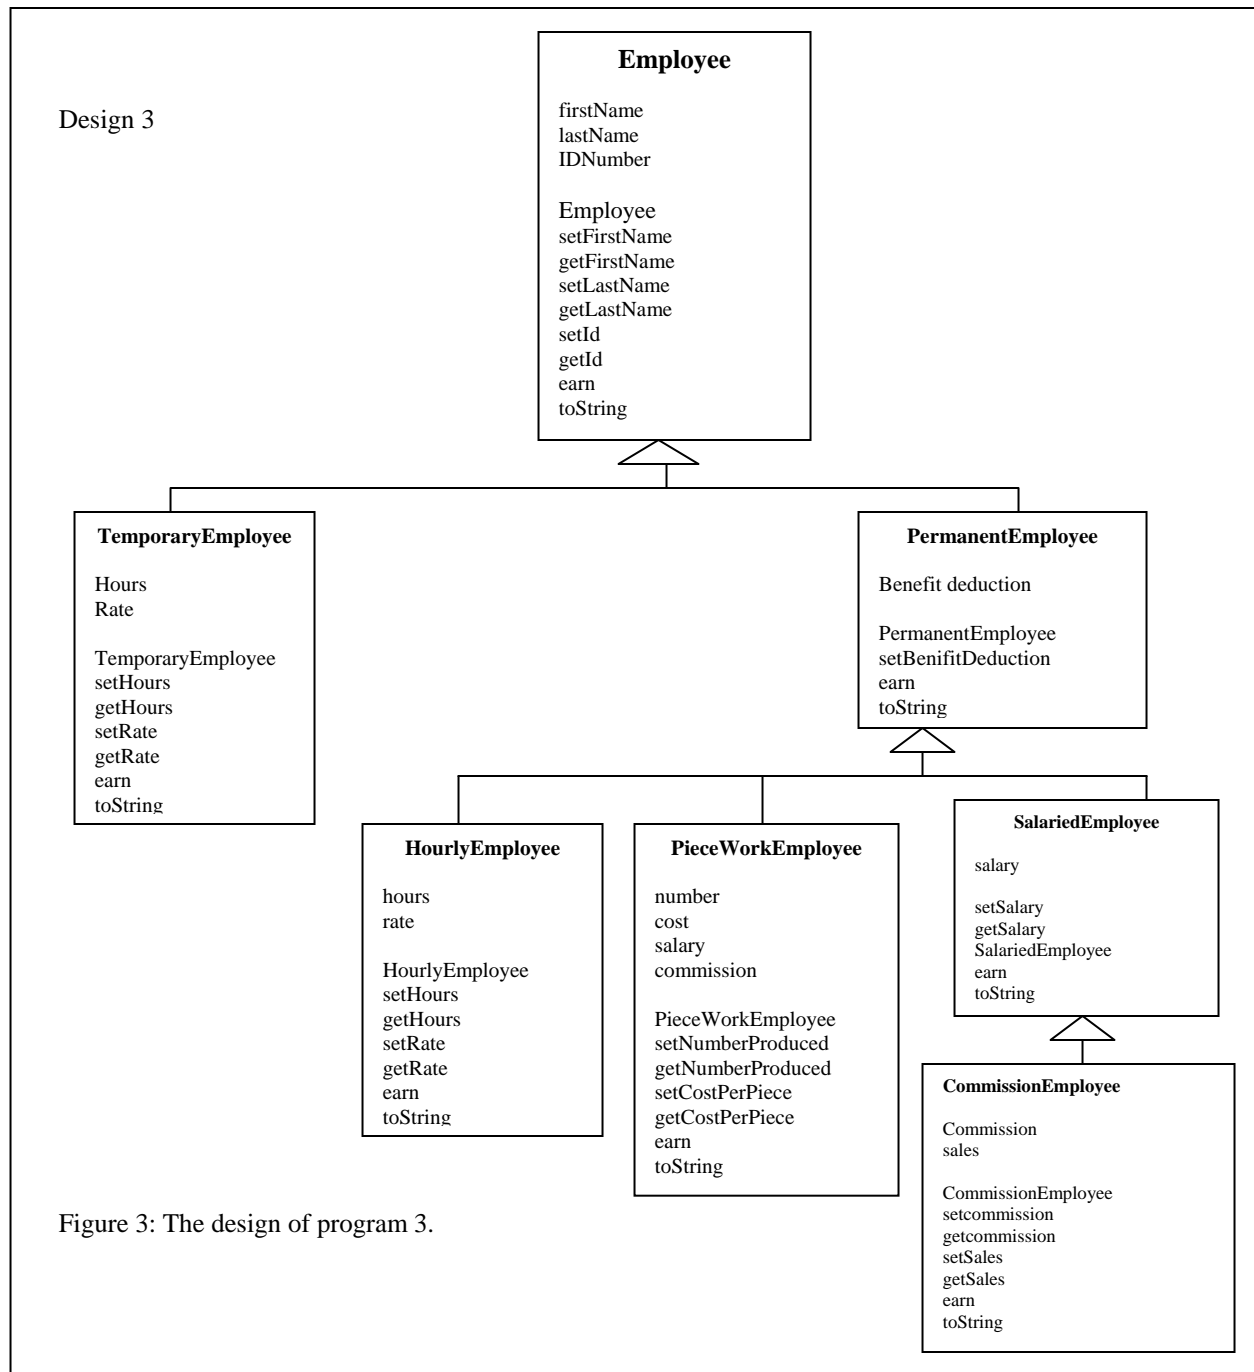 Design 3
Employee
firstName
lastName
IDNumber
Employee
setFirstName
getFirstName
setLastName
getLastName
setId
getId
earn
toString
TemporaryEmployee
Hours
Rate
TemporaryEmployee
setHours
getHours
setRate
getRate
earn
toString
PermanentEmployee
Benefit deduction
PermanentEmployee
setBenifitDeduction
earn
toString
HourlyEmployee
hours
rate
HourlyEmployee
setHours
getHours
setRate
getRate
earn
toString
PieceWorkEmployee
number
cost
salary
commission
PieceWorkEmployee
setNumberProduced
getNumberProduced
setCostPerPiece
getCostPerPiece
earn
toString
SalariedEmployee
salary
setSalary
getSalary
SalariedEmployee
earn
toString
CommissionEmployee
Commission
sales
CommissionEmployee
setcommission
getcommission
setSales
getSales
earn
toString
Figure 3: The design of program 3.